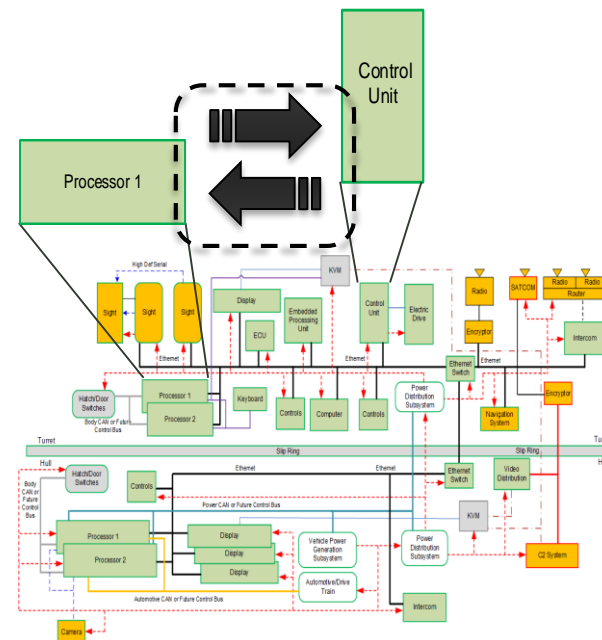 Control
Unit
Processor 1
High Def Serial
Sight
Sight
Sight
Display
KVM
ECU
Embedded
Processing
Unit
Control
Unit
Electric
Drive
Radio
Encryptor
SATCOM
Radio
Radio
Router
Intercom
Ethernet
Ethernet
Ethernet
Ethernet
Switch
Hatch/Door
Switches
Processor 1
Processor 2
Keyboard
Controls
Computer
Controls
Power
Distribution
Subsystem
Navigation
System
Encryptor
Body CAN or Future
Control Bus
Turret
Slip Ring
Slip Ring
Hull
Body
CAN or Future
Control Bus
Hatch/Door
Switches
Controls
Ethernet
Ethernet
Ethernet
Switch
Video
Distribution
Power CAN or Future Control Bus
KVM
Processor 1
Processor 2
Display
Display
Display
Vehicle Power
Generation
Subsystem
Power
Distribution
Subsystem
C2 System
Automotive/Drive
Train
Automotive CAN or Future Control Bus
Intercom
Camera